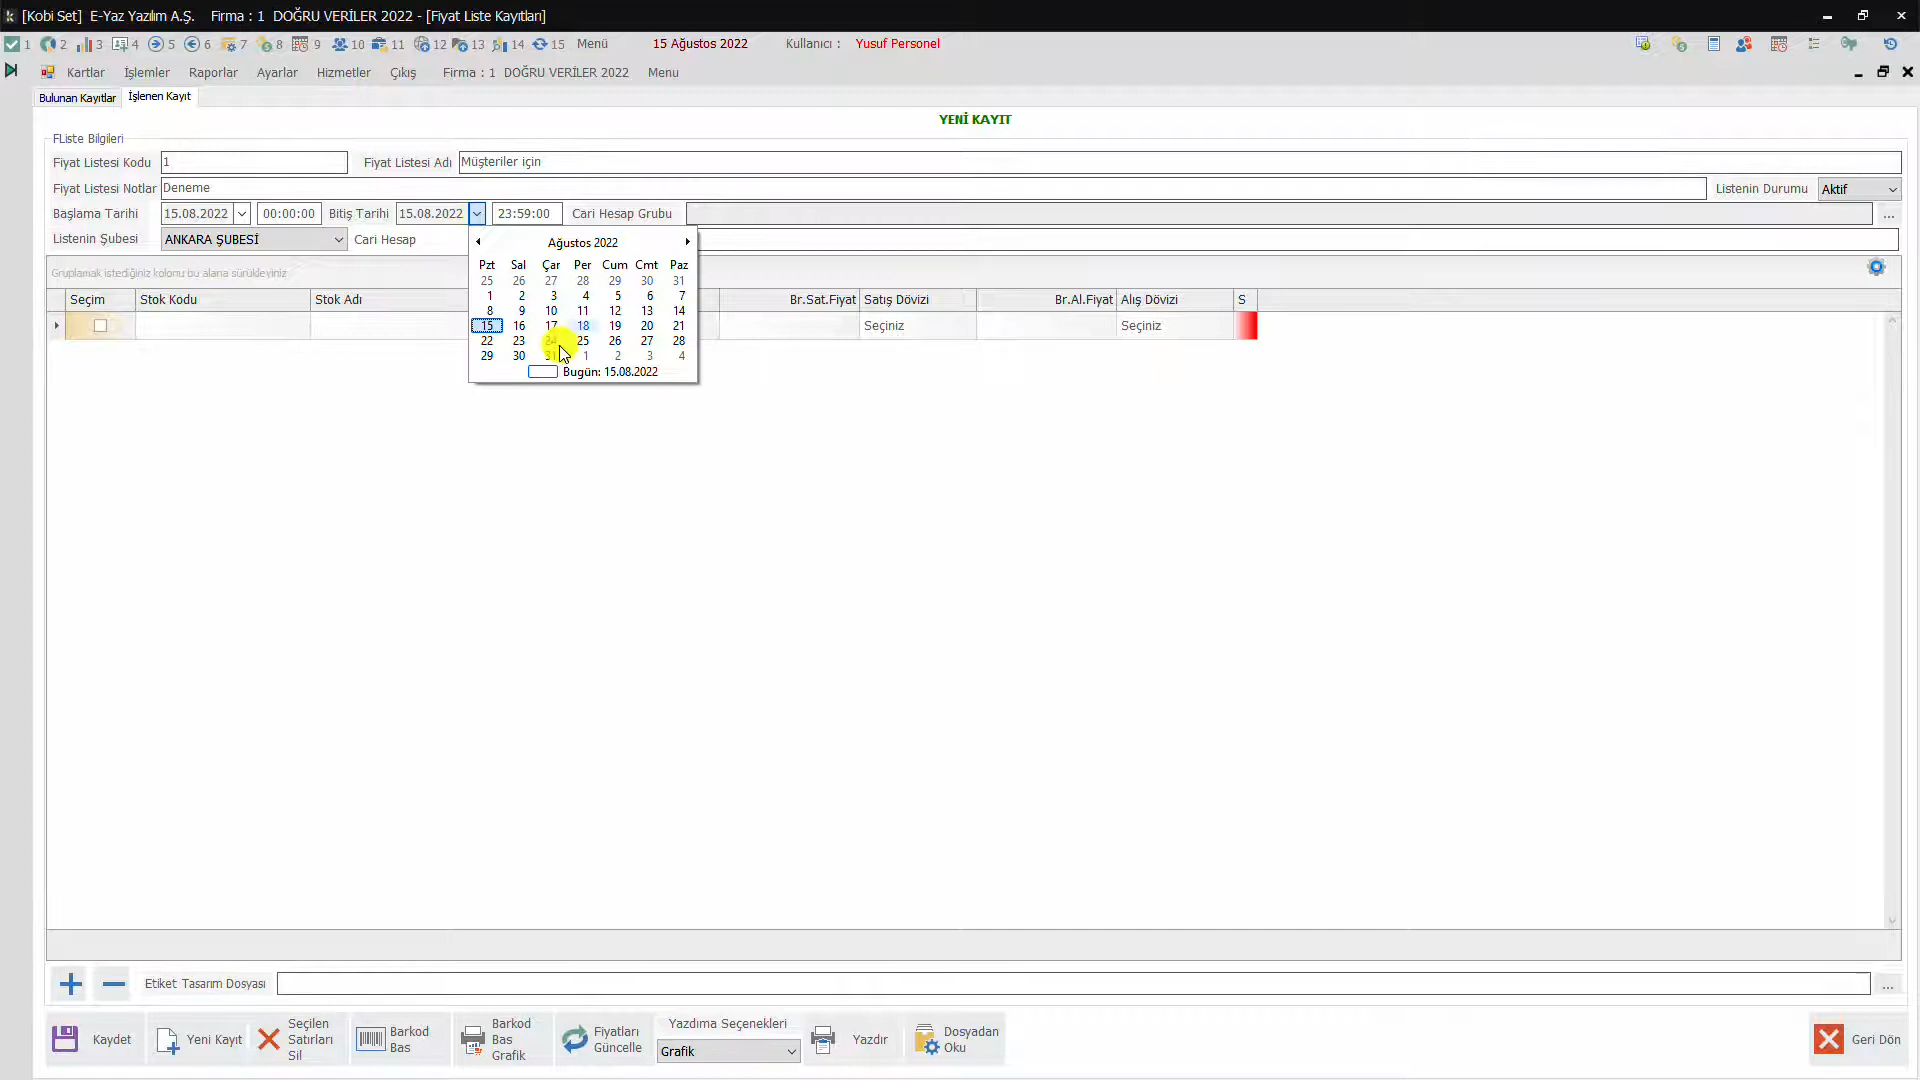 [Kobi Set] E-Yaz Yazılım A.Ş. Firma : 1 DOĞRU VERİLER 2022 - [Fiyat Liste Kayıtları]
1 2 3 4 5 6 7 8 9 10 11 12 13 14 15 Menü 15 Ağustos 2022 Kullanıcı : Yusuf Personel
Kartlar İşlemler Raporlar Ayarlar Hizmetler Çıkış Firma : 1 DOĞRU VERİLER 2022 Menu
Bulunan Kayıtlar İşlenen Kayıt
YENİ KAYIT
FListe Bilgileri
Fiyat Listesi Kodu 1 Fiyat Listesi Adı Müşteriler için
Fiyat Listesi Notlar Deneme Listenin Durumu Aktif
Başlama Tarihi 15.08.2022 00:00:00 Bitiş Tarihi 15.08.2022 23:59:00 Cari Hesap Grubu ...
Listenin Şubesi ANKARA ŞUBESİ Cari Hesap
Ağustos 2022
Pzt Sal Çar Per Cum Cmt Paz
25 26 27 28 29 30 31
1 2 3 4 5 6 7
8 9 10 11 12 13 14
15 16 17 18 19 20 21
22 23 24 25 26 27 28
29 30 31 1 2 3 4
Bugün: 15.08.2022
Gruplamak istediğiniz kolonu bu alana sürükleyiniz
Seçim Stok Kodu Stok Adı Br.Sat.Fiyat Satış Dövizi Br.Al.Fiyat Alış Dövizi S
Seçiniz Seçiniz
Etiket Tasarım Dosyası ...
Kaydet
Yeni Kayıt
Seçilen
Satırları
Sil
Barkod
Bas
Barkod
Bas
Grafik
Fiyatları
Güncelle
Yazdıma Seçenekleri
Grafik
Yazdır
Dosyadan
Oku
Geri Dön